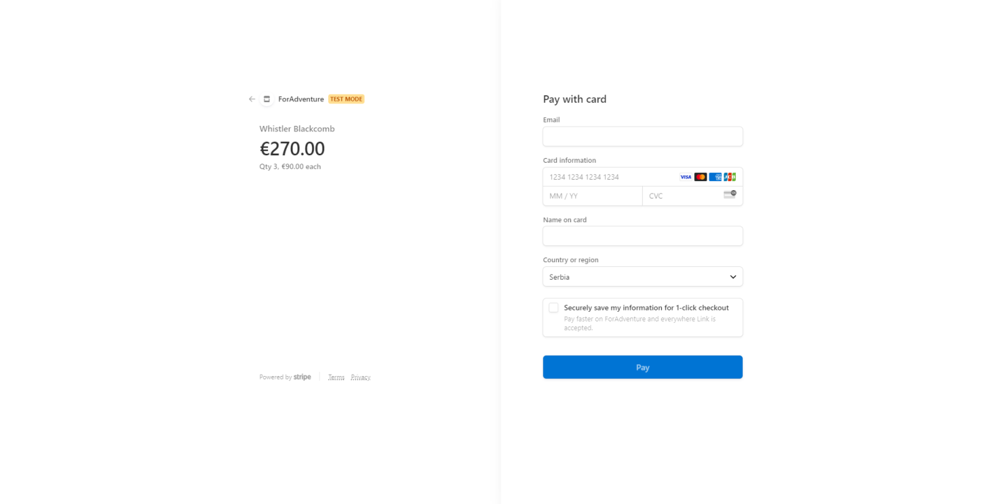 ForAdventure TEST MODE
Whistler Blackcomb
€270.00
Qty 3, €90.00 each
Powered by stripe
Terms Privacy
Pay with card
Email
Card information
1234 1234 1234 1234 VISA
MM / YY CVC
Name on card
Country or region
Serbia
Securely save my information for 1-click checkout
Pay faster on ForAdventure and everywhere Link is
accepted.
Pay